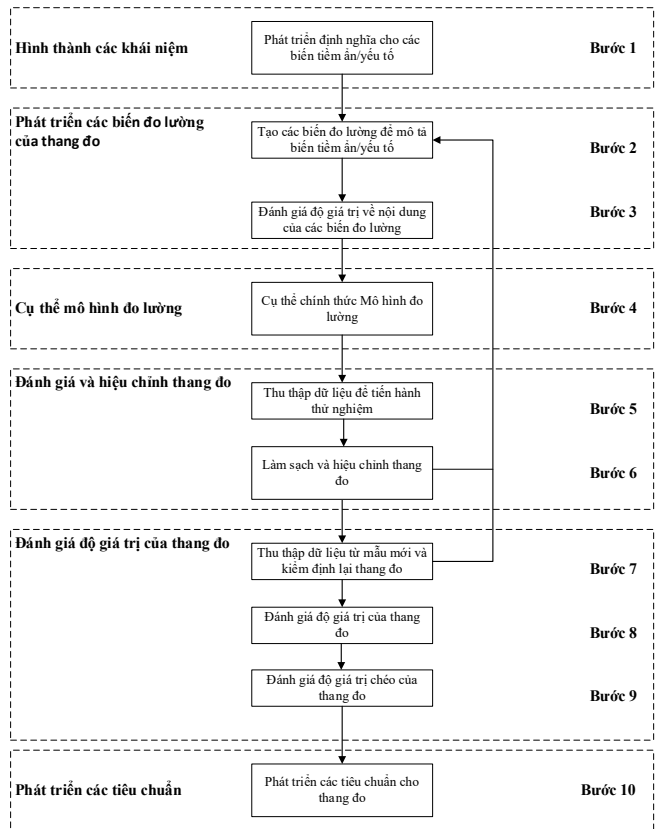 Hình thành các khái niệm
Phát triển định nghĩa cho các
biến tiềm ẩn/yếu tố
Bước 1
Phát triển các biến đo lường
của thang đo
Tạo các biến đo lường để mô tả
biến tiềm ẩn/yếu tố
Bước 2
Đánh giá độ giá trị về nội dung
của các biến đo lường
Bước 3
Cụ thể mô hình đo lường
Cụ thể chính thức Mô hình đo
lường
Bước 4
Đánh giá và hiệu chỉnh thang đo
Thu thập dữ liệu để tiến hành
thử nghiệm
Bước 5
Làm sạch và hiệu chỉnh thang
đo
Bước 6
Đánh giá độ giá trị của thang đo
Thu thập dữ liệu từ mẫu mới và
kiểm định lại thang đo
Bước 7
Đánh giá độ giá trị của thang
đo
Bước 8
Đánh giá độ giá trị chéo của
thang đo
Bước 9
Phát triển các tiêu chuẩn
Phát triển các tiêu chuẩn cho
thang đo
Bước 10